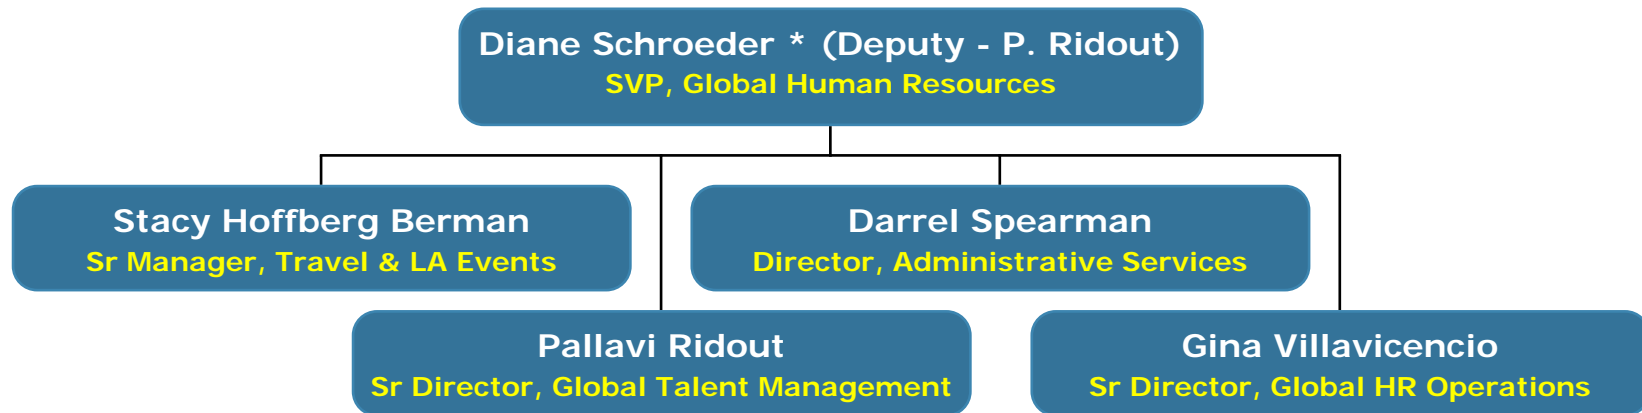 Diane Schroeder * (Deputy - P. Ridout)
SVP, Global Human Resources
Stacy Hoffberg Berman
Sr Manager, Travel & LA Events
Darrel Spearman
Director, Administrative Services
Pallavi Ridout
Sr Director, Global Talent Management
Gina Villavicencio
Sr Director, Global HR Operations